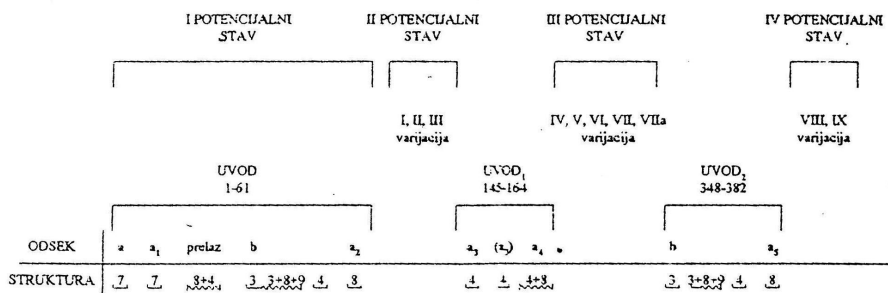 I POTENCIJALNI STAV II POTENCIJALNI STAV III POTENCIJALNI STAV IV POTENCIJALNI STAV
I, II, III varijacija IV, V, VI, VII, VIIa varijacija VIII, IX varijacija
UVOD 1-61 UVOD₁ 145-164 UVOD₂ 348-382
ODSEK a a₁ prelaz b a₂ a₃ (a₃) a₄ b a₅
STRUKTURA 7 7 8+4 3 3+8+9 4 8 4 4 4+8 3 3+8+9 4 8